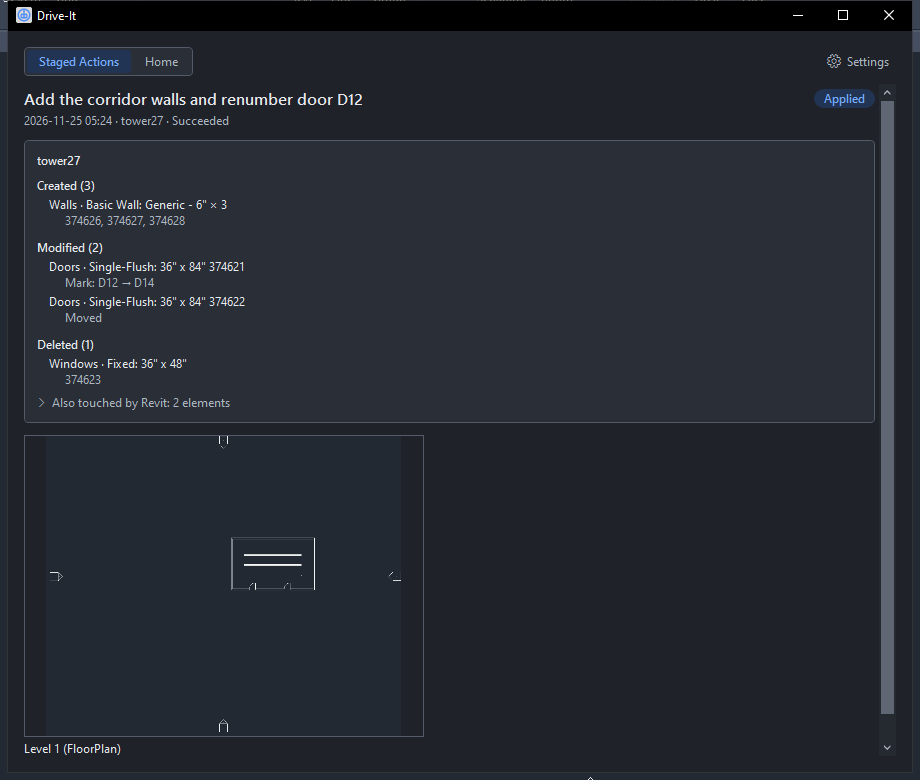 Drive-It
Staged Actions
Home
Settings
Add the corridor walls and renumber door D12
Applied
2026-11-25 05:24 · tower27 · Succeeded
tower27
Created (3)
Walls · Basic Wall: Generic - 6" × 3
374626, 374627, 374628
Modified (2)
Doors · Single-Flush: 36" x 84" 374621
Mark: D12 → D14
Doors · Single-Flush: 36" x 84" 374622
Moved
Deleted (1)
Windows · Fixed: 36" x 48"
374623
Also touched by Revit: 2 elements
Level 1 (FloorPlan)